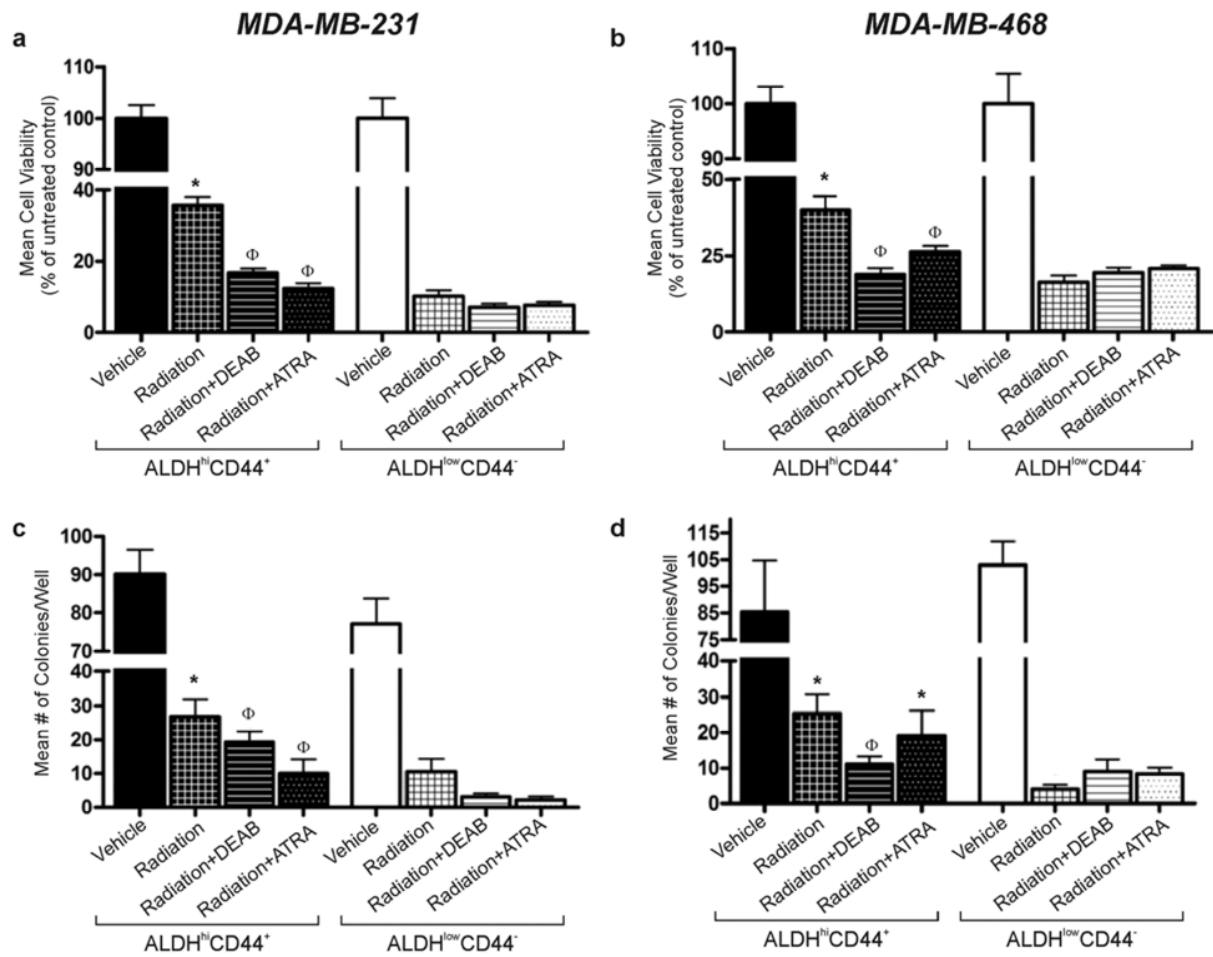 MDA-MB-231
MDA-MB-468
a
Mean Cell Viability
(% of untreated control)
110
100
90
40
20
0
*
Φ
Φ
Vehicle
Radiation
Radiation+DEAB
Radiation+ATRA
Vehicle
Radiation
Radiation+DEAB
Radiation+ATRA
ALDHʰⁱCD44⁺
ALDHˡᵒʷCD44⁻
b
Mean Cell Viability
(% of untreated control)
110
100
90
50
25
0
*
Φ
Φ
Vehicle
Radiation
Radiation+DEAB
Radiation+ATRA
Vehicle
Radiation
Radiation+DEAB
Radiation+ATRA
ALDHʰⁱCD44⁺
ALDHˡᵒʷCD44⁻
c
Mean # of Colonies/Well
100
90
80
70
40
30
20
10
0
*
Φ
Φ
Vehicle
Radiation
Radiation+DEAB
Radiation+ATRA
Vehicle
Radiation
Radiation+DEAB
Radiation+ATRA
ALDHʰⁱCD44⁺
ALDHˡᵒʷCD44⁻
d
Mean # of Colonies/Well
115
105
95
85
75
40
30
20
10
0
*
Φ
*
Vehicle
Radiation
Radiation+DEAB
Radiation+ATRA
Vehicle
Radiation
Radiation+DEAB
Radiation+ATRA
ALDHʰⁱCD44⁺
ALDHˡᵒʷCD44⁻